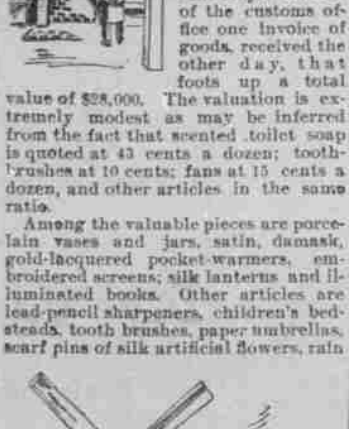 of the customs of-
fice one invoice of
goods, received the
other day, that
foots up a total
value of $28,000. The valuation is ex-
tremely modest as may be inferred
from the fact that scented toilet soap
is quoted at 43 cents a dozen; tooth-
brushes at 10 cents; fans at 15 cents a
dozen, and other articles in the same
ratio.
Among the valuable pieces are porce-
lain vases and jars, satin, damask,
gold-lacquered pocket-warmers, em-
broidered screens; silk lanterns and il-
luminated books. Other articles are
lead-pencil sharpeners, children's bed-
steads, tooth brushes, paper umbrellas,
scarf pins of silk artificial flowers, rain